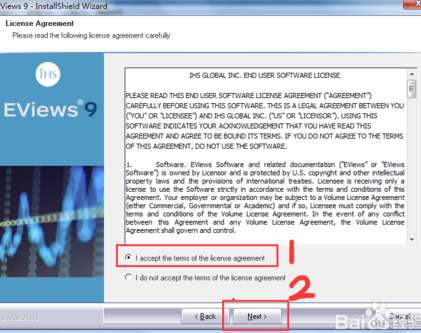 Views 9 - InstallShield Wizard
License Agreement
Please read the following license agreement carefully
IHS
EViews®9
IHS GLOBAL INC. END USER SOFTWARE LICENSE
PLEASE READ THIS END USER SOFTWARE LICENSE AGREEMENT ("AGREEMENT")
CAREFULLY BEFORE USING THIS SOFTWARE. THIS IS A LEGAL AGREEMENT BETWEEN YOU
("YOU" OR "LICENSEE") AND IHS GLOBAL INC. ("US" OR "LICENSOR"). USING THIS
SOFTWARE INDICATES YOUR ACKNOWLEDGEMENT THAT YOU HAVE READ THIS
AGREEMENT AND AGREE TO BE BOUND ITS TERMS. IF YOU DO NOT AGREE TO THE TERMS
OF THIS AGREEMENT, DO NOT USE THE SOFTWARE.
1. Software. EViews Software and related documentation ("EViews" or "EViews
Software") is owned by Licensor and is protected by U.S. copyright and other intellectual
property laws and the provisions of international treaties. Licensee is receiving only a
license to use the Software strictly in accordance with the terms and conditions of this
Agreement. Your employer or organization may be subject to a Volume License Agreement
(either Commercial, Governmental or Academic) and if so, Licensee must comply with the
terms and conditions of the Volume License Agreement. In the event of any conflict
between this Agreement and any Volume License Agreement, the Volume License
Agreement shall govern and control.
I accept the terms of the license agreement
1
I do not accept the terms of the license agreement
2
InstallShield
< Back
Next >
Cancel
Bai 经验